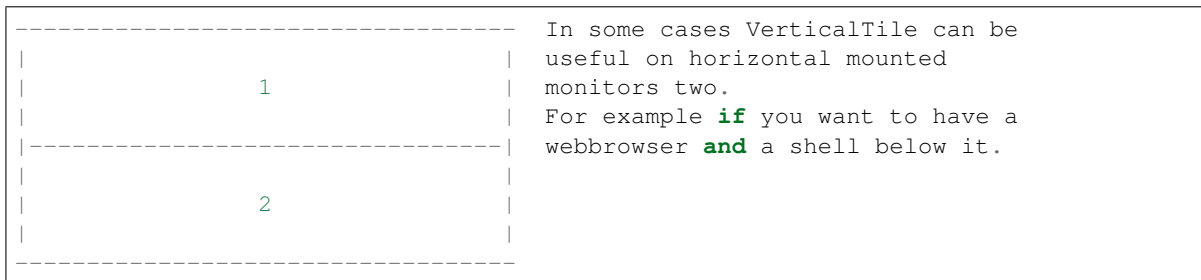 ----------------------------------- In some cases VerticalTile can be
|                                 | useful on horizontal mounted
|                1                | monitors two.
|                                 | For example if you want to have a
|---------------------------------| webbrowser and a shell below it.
|                                 |
|                2                |
|                                 |
-----------------------------------